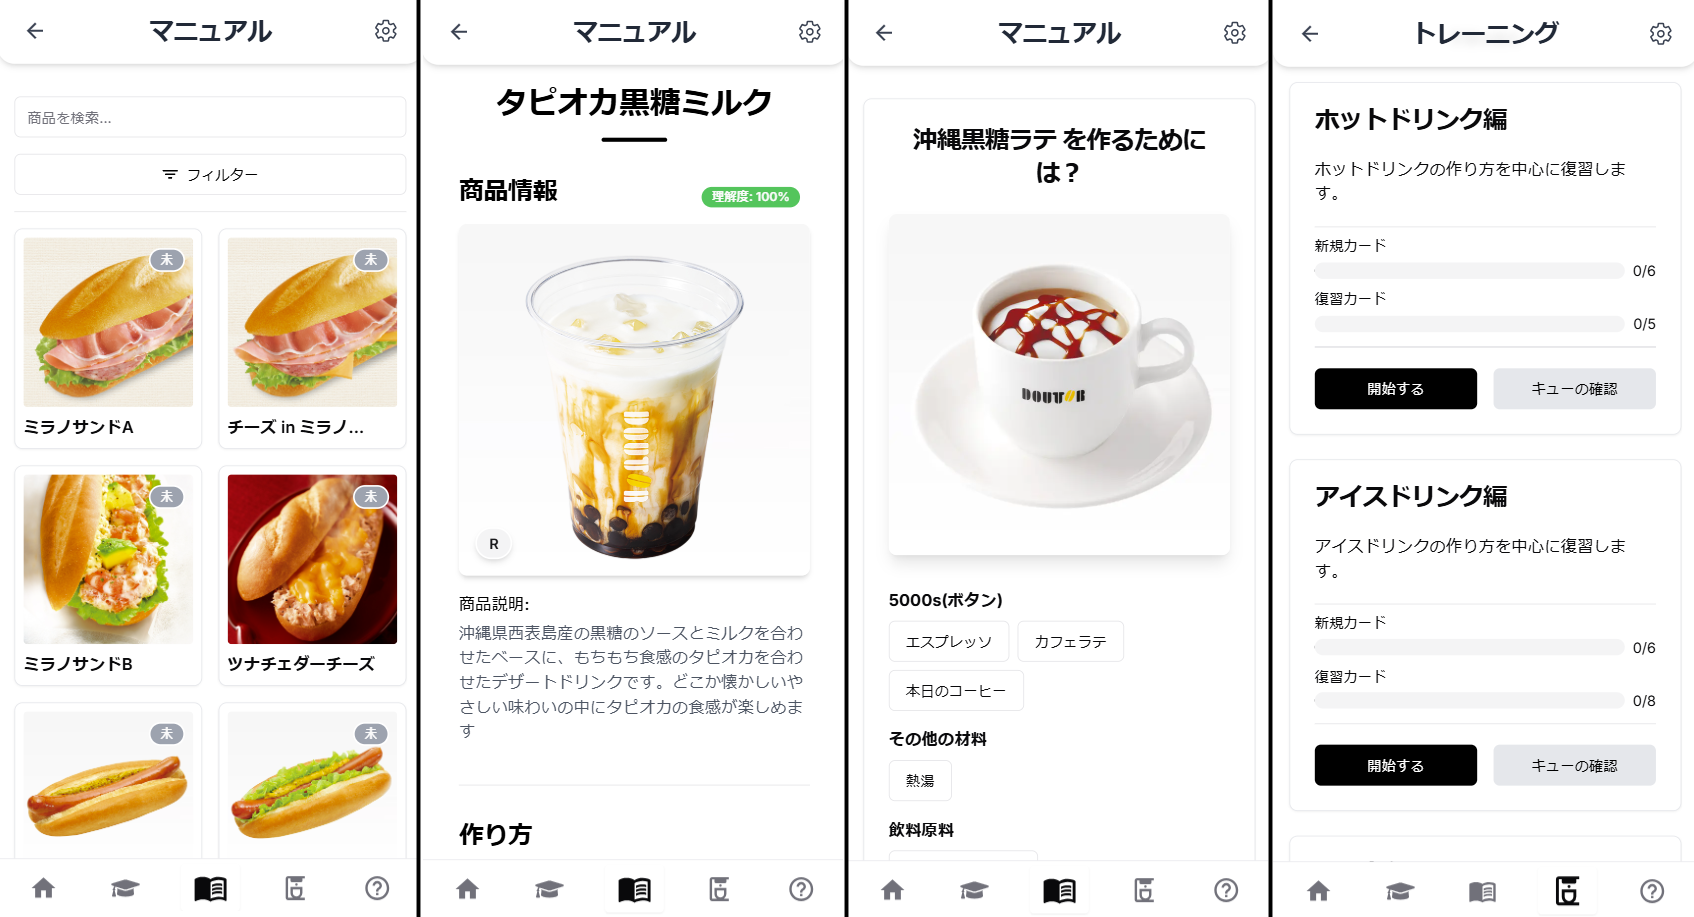 マニュアル
商品を検索...
フィルター
未
未
ミラノサンドA
チーズ in ミラノ...
未
未
ミラノサンドB
ツナチェダーチーズ
未
未
マニュアル
タピオカ黒糖ミルク
商品情報
理解度: 100%
DOUTOR
R
商品説明:
沖縄県西表島産の黒糖のソースとミルクを合わ
せたベースに、もちもち食感のタピオカを合わ
せたデザートドリンクです。どこか懐かしいや
さしい味わいの中にタピオカの食感が楽しめま
す
作り方
マニュアル
沖縄黒糖ラテ を作るために
は？
DOUTOR
5000s(ボタン)
エスプレッソ
カフェラテ
本日のコーヒー
その他の材料
熱湯
飲料原料
トレーニング
ホットドリンク編
ホットドリンクの作り方を中心に復習しま
す。
新規カード
0/6
復習カード
0/5
開始する
キューの確認
アイスドリンク編
アイスドリンクの作り方を中心に復習しま
す。
新規カード
0/6
復習カード
0/8
開始する
キューの確認